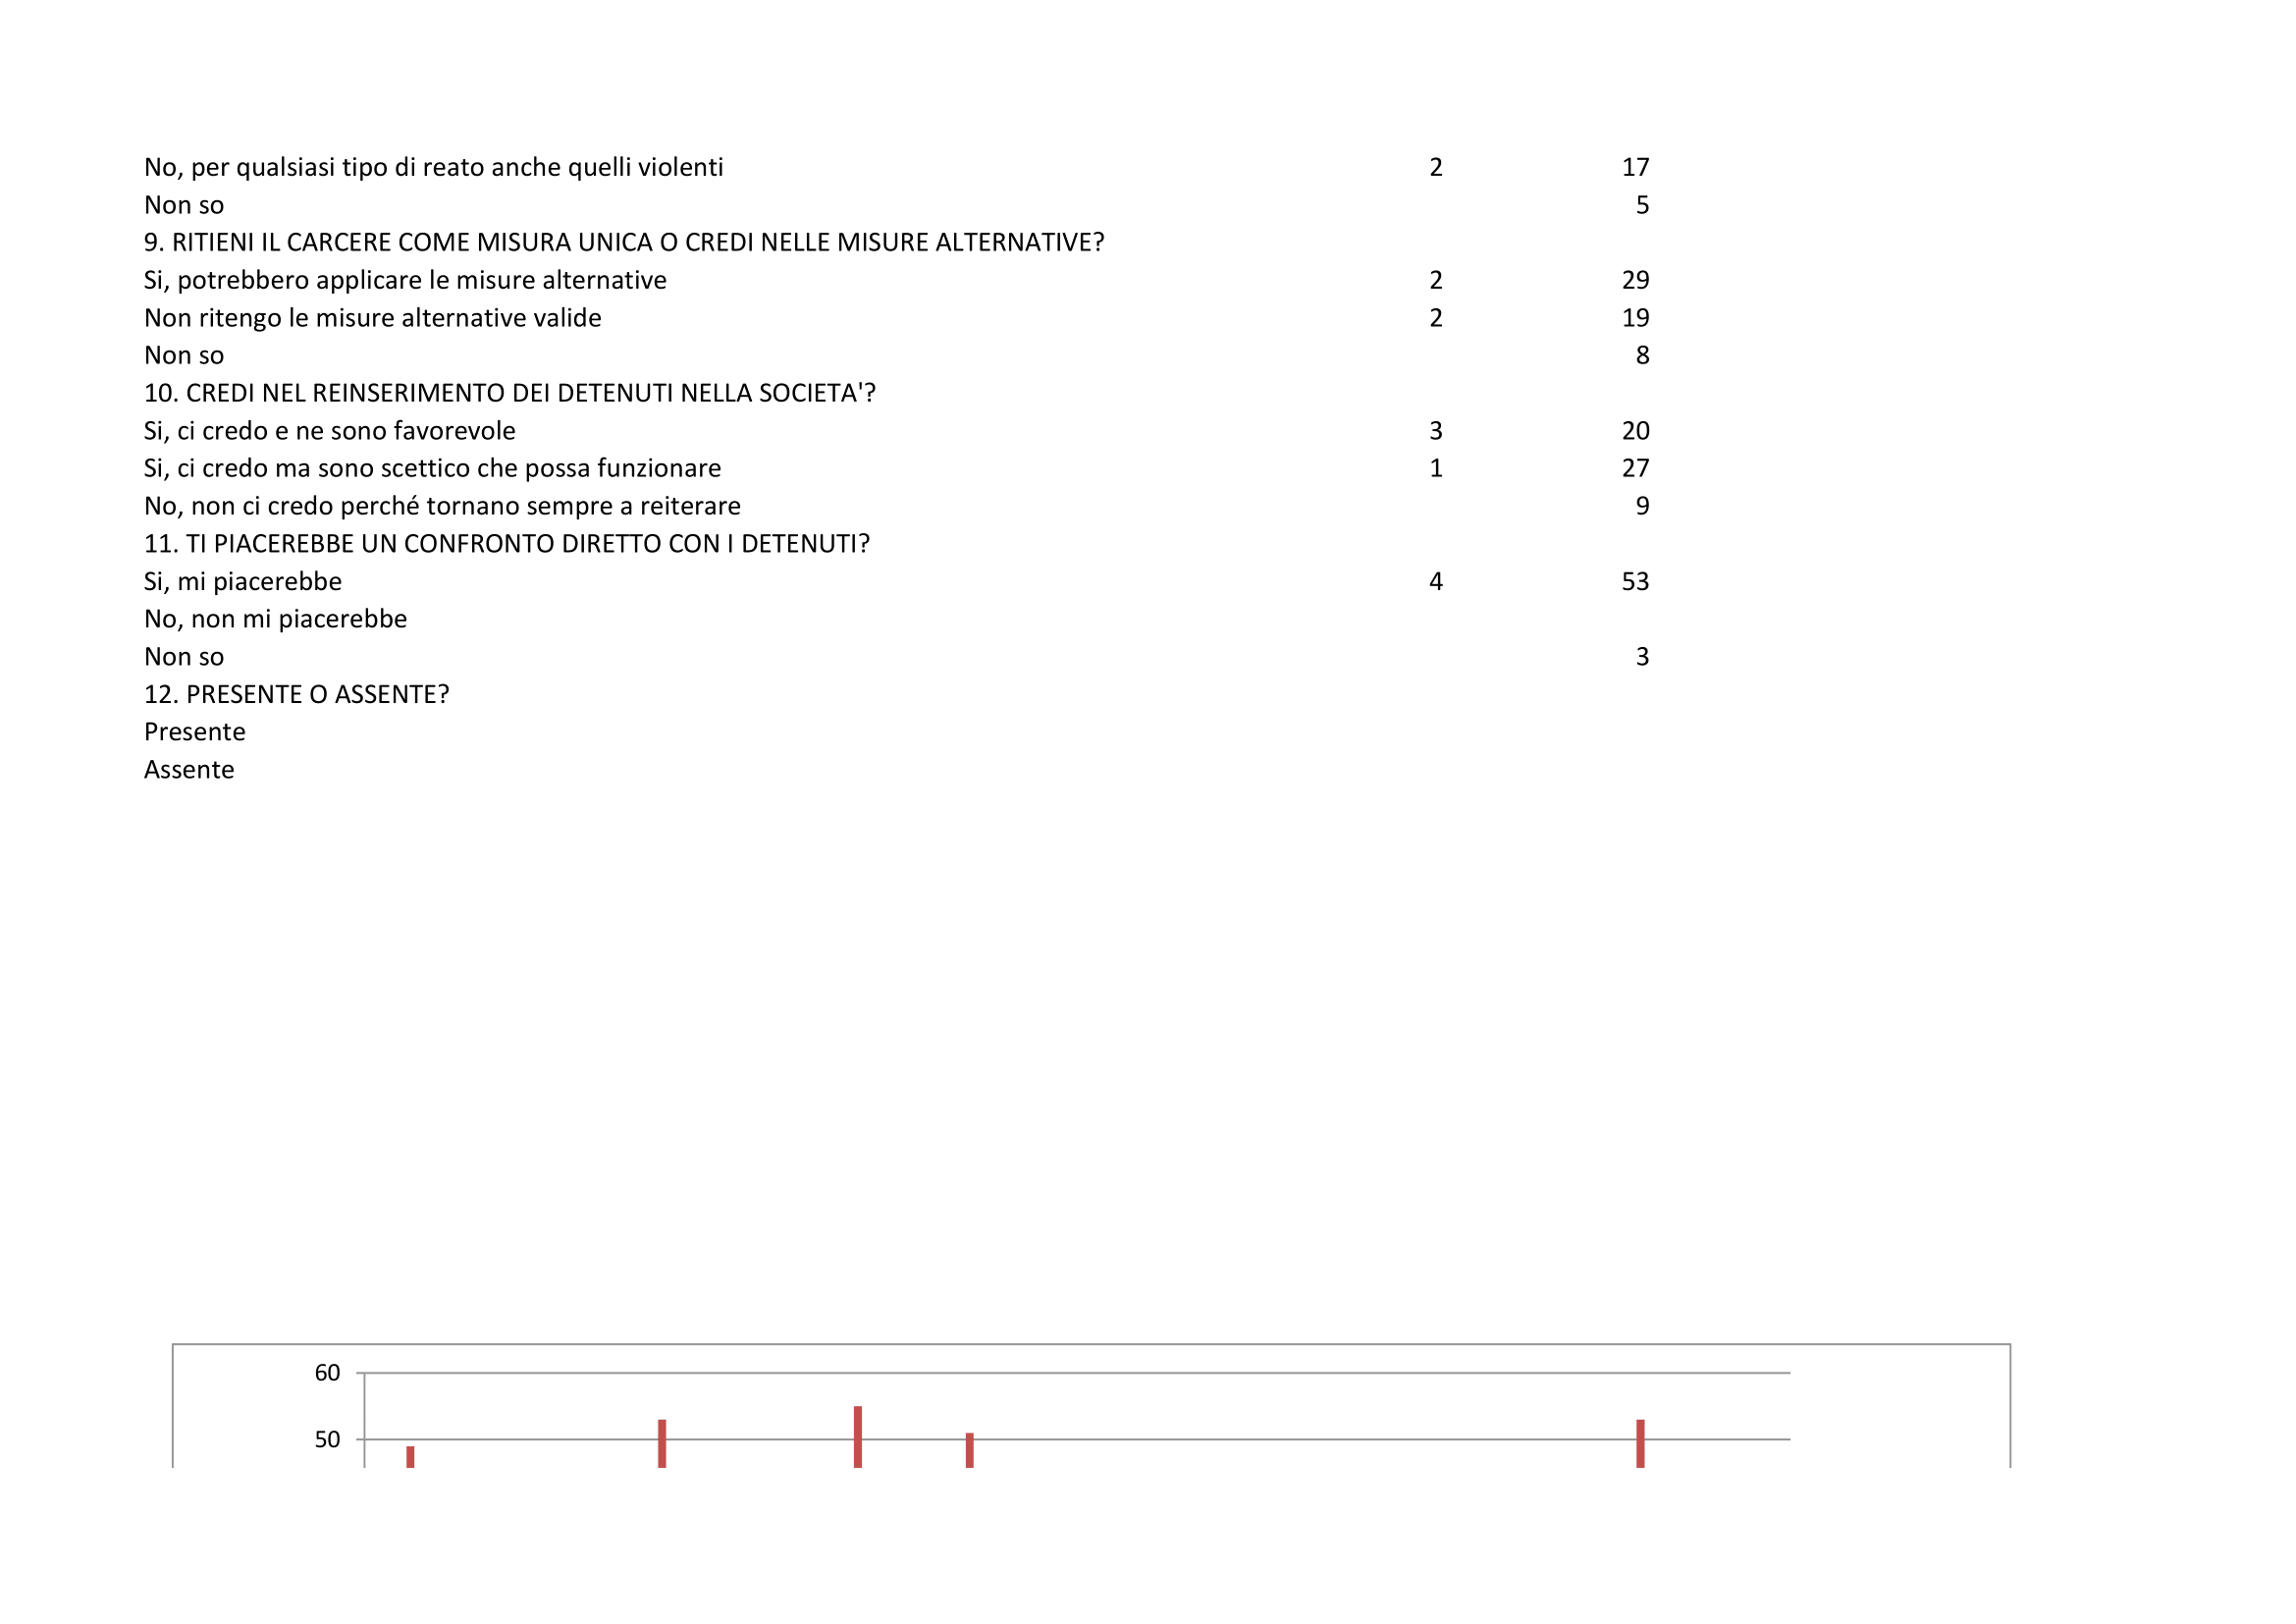 No, per qualsiasi tipo di reato anche quelli violenti 2 17
Non so 5
9. RITIENI IL CARCERE COME MISURA UNICA O CREDI NELLE MISURE ALTERNATIVE?
Si, potrebbero applicare le misure alternative 2 29
Non ritengo le misure alternative valide 2 19
Non so 8
10. CREDI NEL REINSERIMENTO DEI DETENUTI NELLA SOCIETA'?
Si, ci credo e ne sono favorevole 3 20
Si, ci credo ma sono scettico che possa funzionare 1 27
No, non ci credo perché tornano sempre a reiterare 9
11. TI PIACEREBBE UN CONFRONTO DIRETTO CON I DETENUTI?
Si, mi piacerebbe 4 53
No, non mi piacerebbe
Non so 3
12. PRESENTE O ASSENTE?
Presente
Assente
60
50